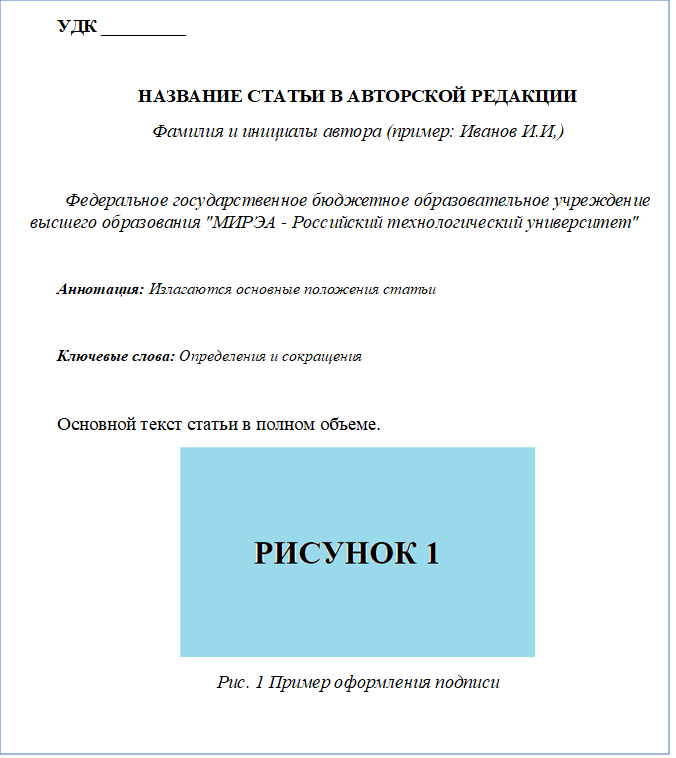 УДК _________
НАЗВАНИЕ СТАТЬИ В АВТОРСКОЙ РЕДАКЦИИ
Фамилия и инициалы автора (пример: Иванов И.И,)
Федеральное государственное бюджетное образовательное учреждение
высшего образования "МИРЭА - Российский технологический университет"
Аннотация: Излагаются основные положения статьи
Ключевые слова: Определения и сокращения
Основной текст статьи в полном объеме.
РИСУНОК 1
Рис. 1 Пример оформления подписи